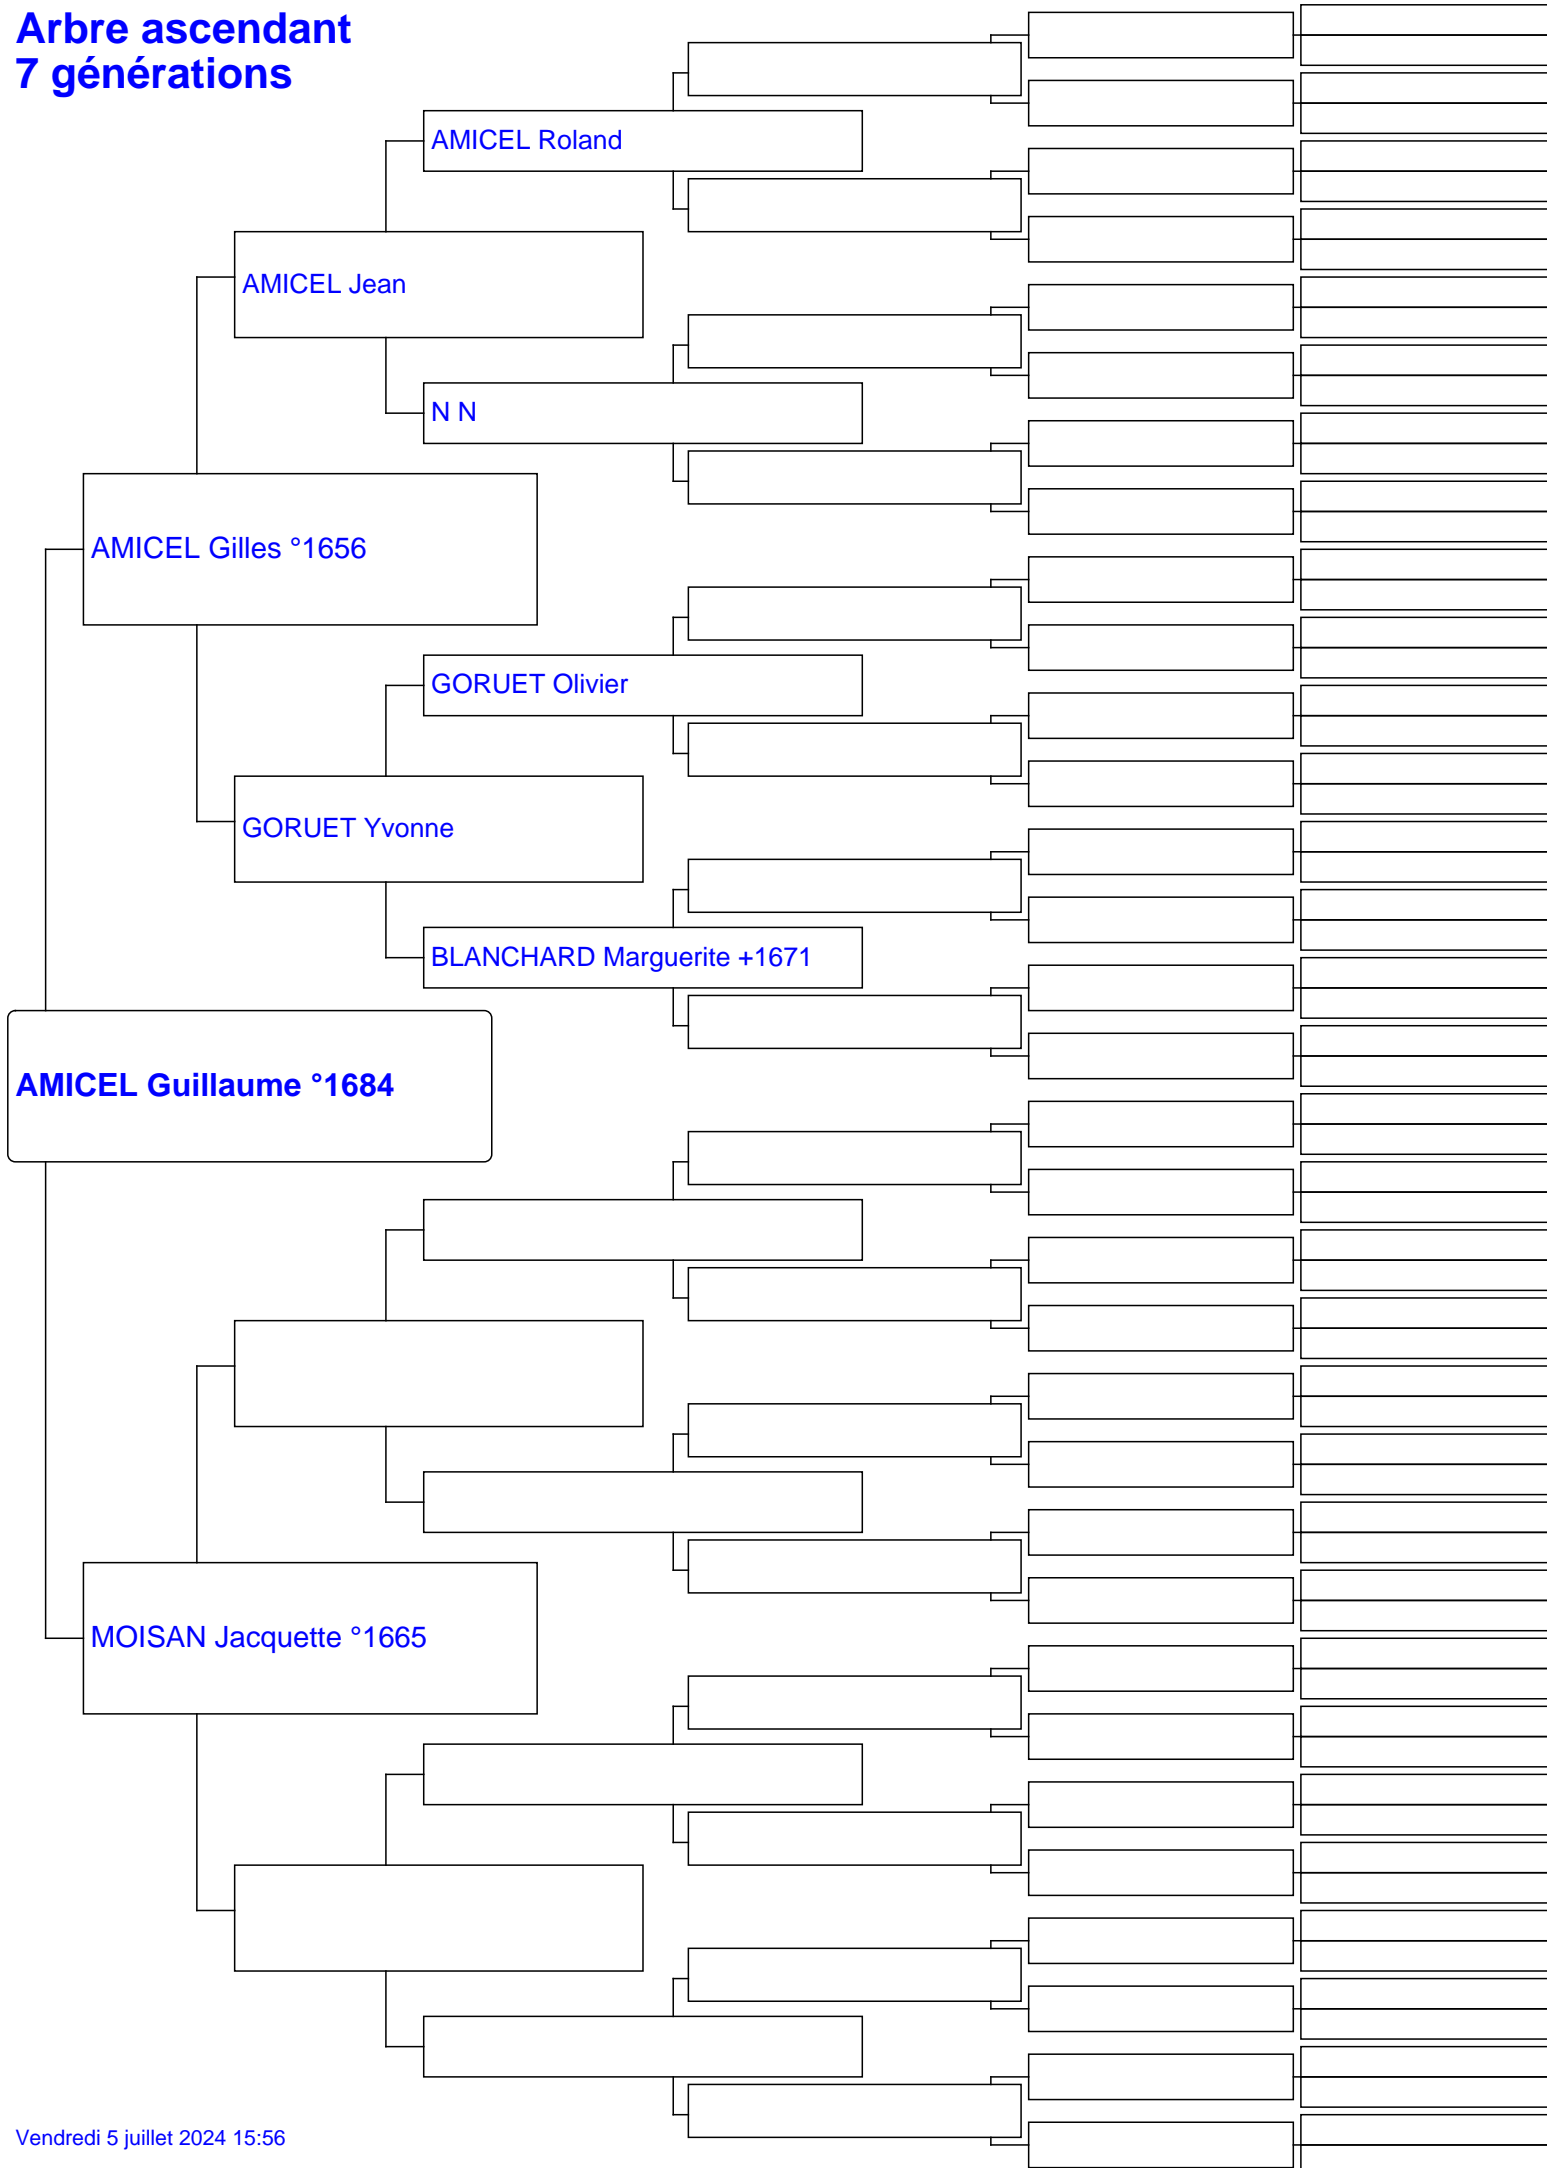 Arbre ascendant
7 générations
AMICEL Roland
AMICEL Jean
N N
AMICEL Gilles °1656
GORUET Olivier
GORUET Yvonne
BLANCHARD Marguerite +1671
AMICEL Guillaume °1684
MOISAN Jacquette °1665
Vendredi 5 juillet 2024 15:56